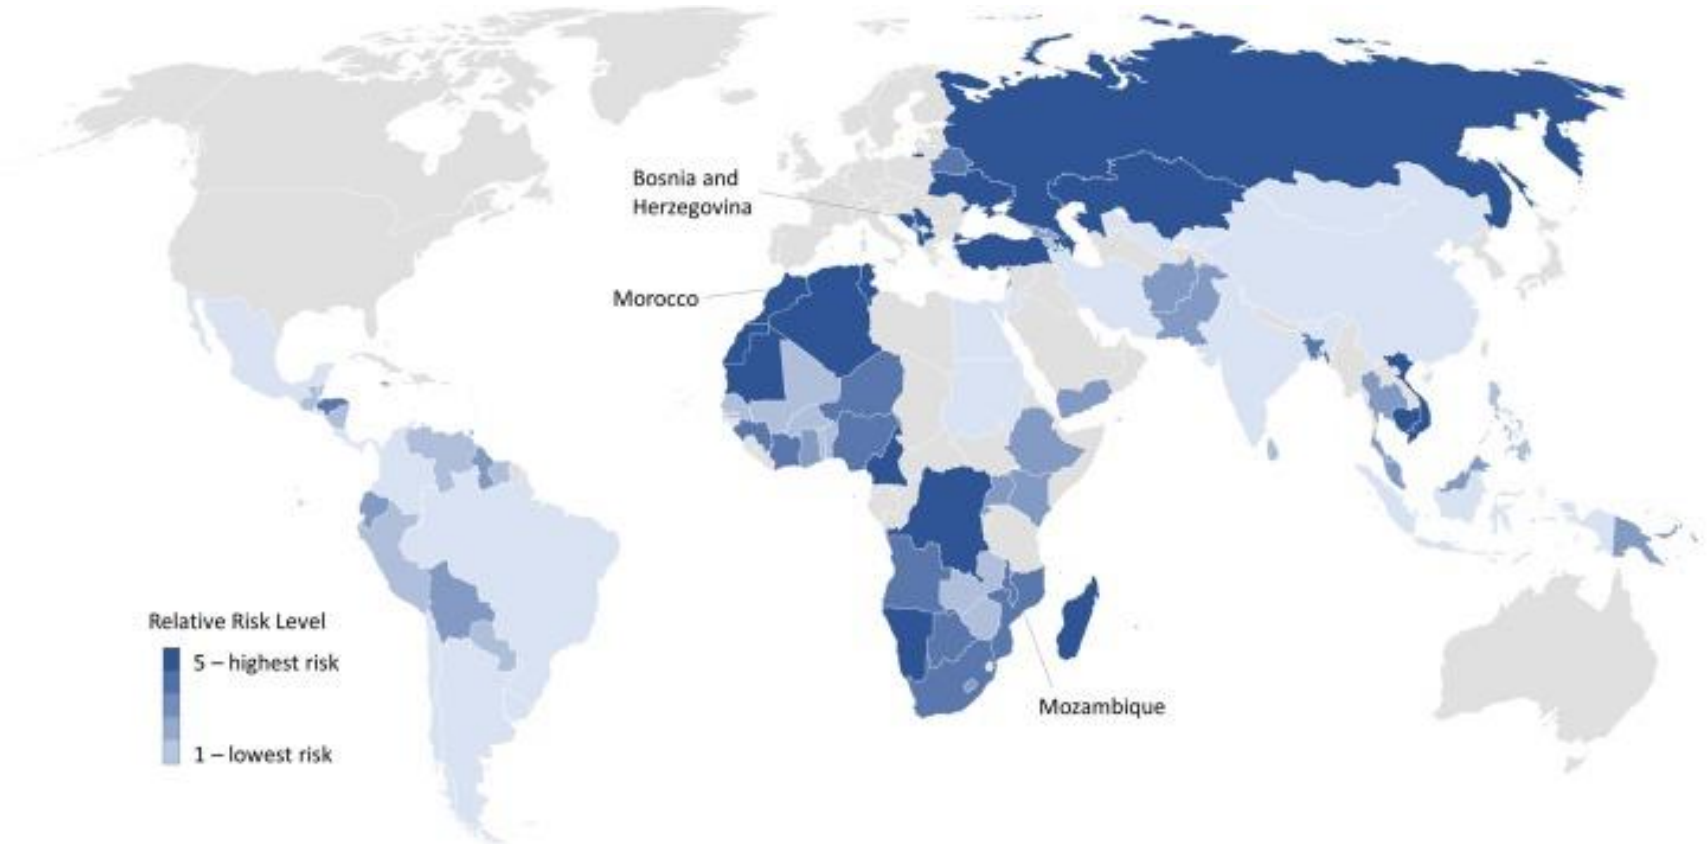 Bosnia and
Herzegovina
Morocco
Relative Risk Level
5 – highest risk
1 – lowest risk
Mozambique